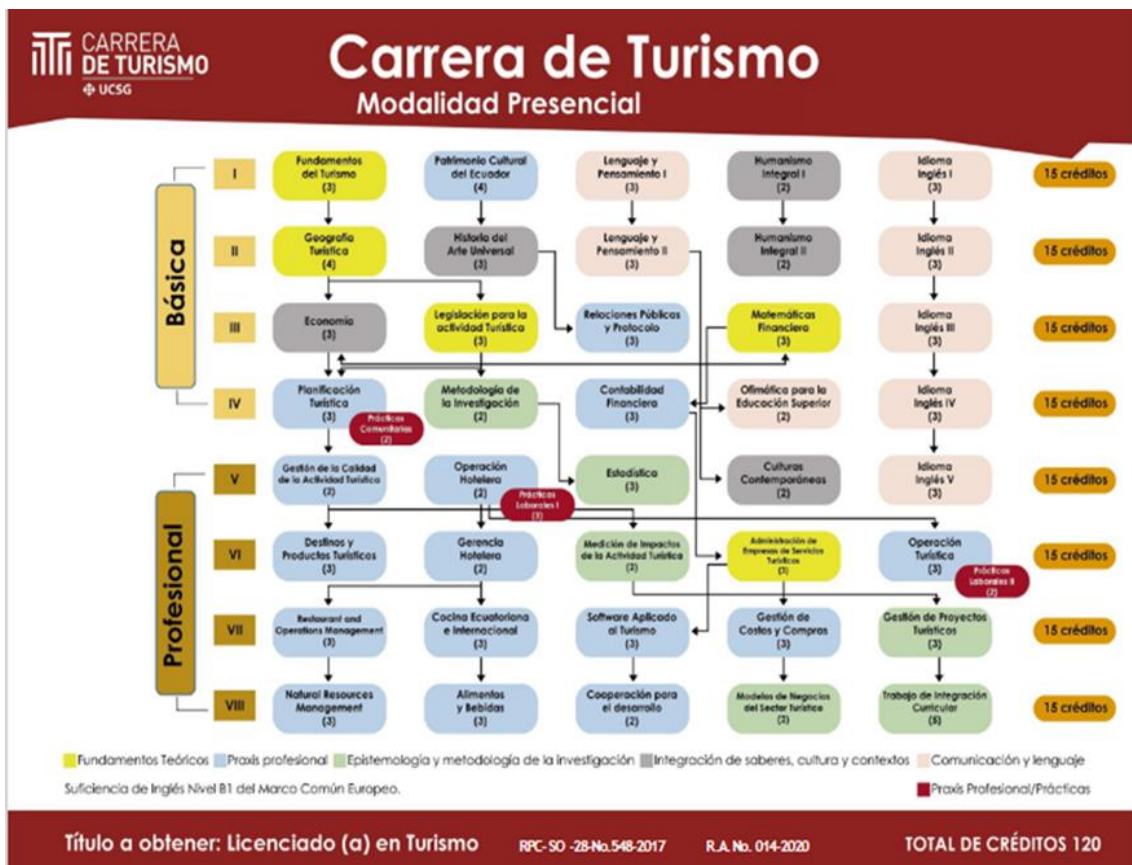 CARRERA
DE TURISMO
UCSG
Carrera de Turismo
Modalidad Presencial
Básica
I
Fundamentos
del Turismo
(3)
Patrimonio Cultural
del Ecuador
(4)
Lenguaje y
Pensamiento I
(3)
Humanismo
Integral I
(2)
Idioma
Inglés I
(3)
15 créditos
II
Geografía
Turística
(4)
Historia del
Arte Universal
(3)
Lenguaje y
Pensamiento II
(3)
Humanismo
Integral II
(2)
Idioma
Inglés II
(3)
15 créditos
III
Economía
(3)
Legislación para la
actividad Turística
(3)
Relaciones Públicas
y Protocolo
(3)
Matemáticas
Financiera
(3)
Idioma
Inglés III
(3)
15 créditos
IV
Planificación
Turística
(3)
Prácticas
Comunitarias
(2)
Metodología de
la Investigación
(2)
Contabilidad
Financiera
(3)
Ofimática para la
Educación Superior
(2)
Idioma
Inglés IV
(3)
15 créditos
Profesional
V
Gestión de la Calidad
de la Actividad Turística
(2)
Operación
Hotelera
(2)
Prácticas
Laborales I
(3)
Estadística
(3)
Culturas
Contemporáneas
(2)
Idioma
Inglés V
(3)
15 créditos
VI
Destinos y
Productos Turísticos
(3)
Gerencia
Hotelera
(2)
Medición de Impactos
de la Actividad Turística
(2)
Administración de
Empresas de Servicios
Turísticos
(3)
Operación
Turística
(3)
Prácticas
Laborales II
(2)
15 créditos
VII
Restaurant and
Operations Management
(3)
Cocina Ecuatoriana
e Internacional
(3)
Software Aplicado
al Turismo
(3)
Gestión de
Costos y Compras
(3)
Gestión de Proyectos
Turísticos
(3)
15 créditos
VIII
Natural Resources
Management
(3)
Alimentos
y Bebidas
(3)
Cooperación para
el desarrollo
(2)
Modelos de Negocios
del Sector Turístico
(2)
Trabajo de Integración
Curricular
(5)
15 créditos
Fundamentos Teóricos
Praxis profesional
Epistemología y metodología de la investigación
Integración de saberes, cultura y contextos
Comunicación y lenguaje
Suficiencia de Inglés Nivel B1 del Marco Común Europeo.
Praxis Profesional/Prácticas
Título a obtener: Licenciado (a) en Turismo
RPC- SO -28-No.548-2017
R.A. No. 014-2020
TOTAL DE CRÉDITOS 120